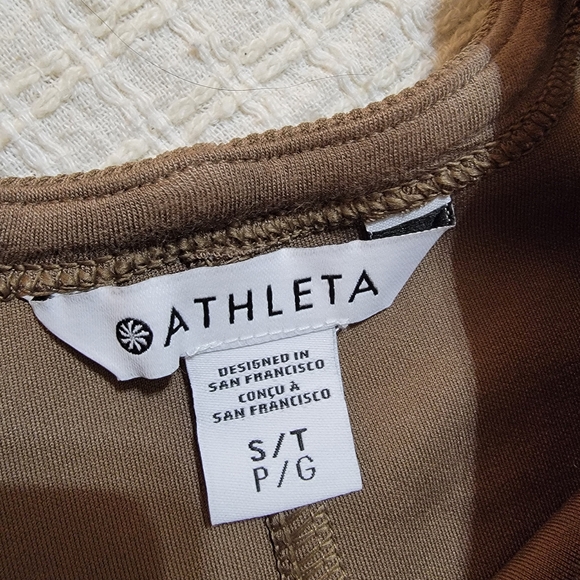 ATHLETA
DESIGNED IN
SAN FRANCISCO
CONÇU À
SAN FRANCISCO
S/T
P/G